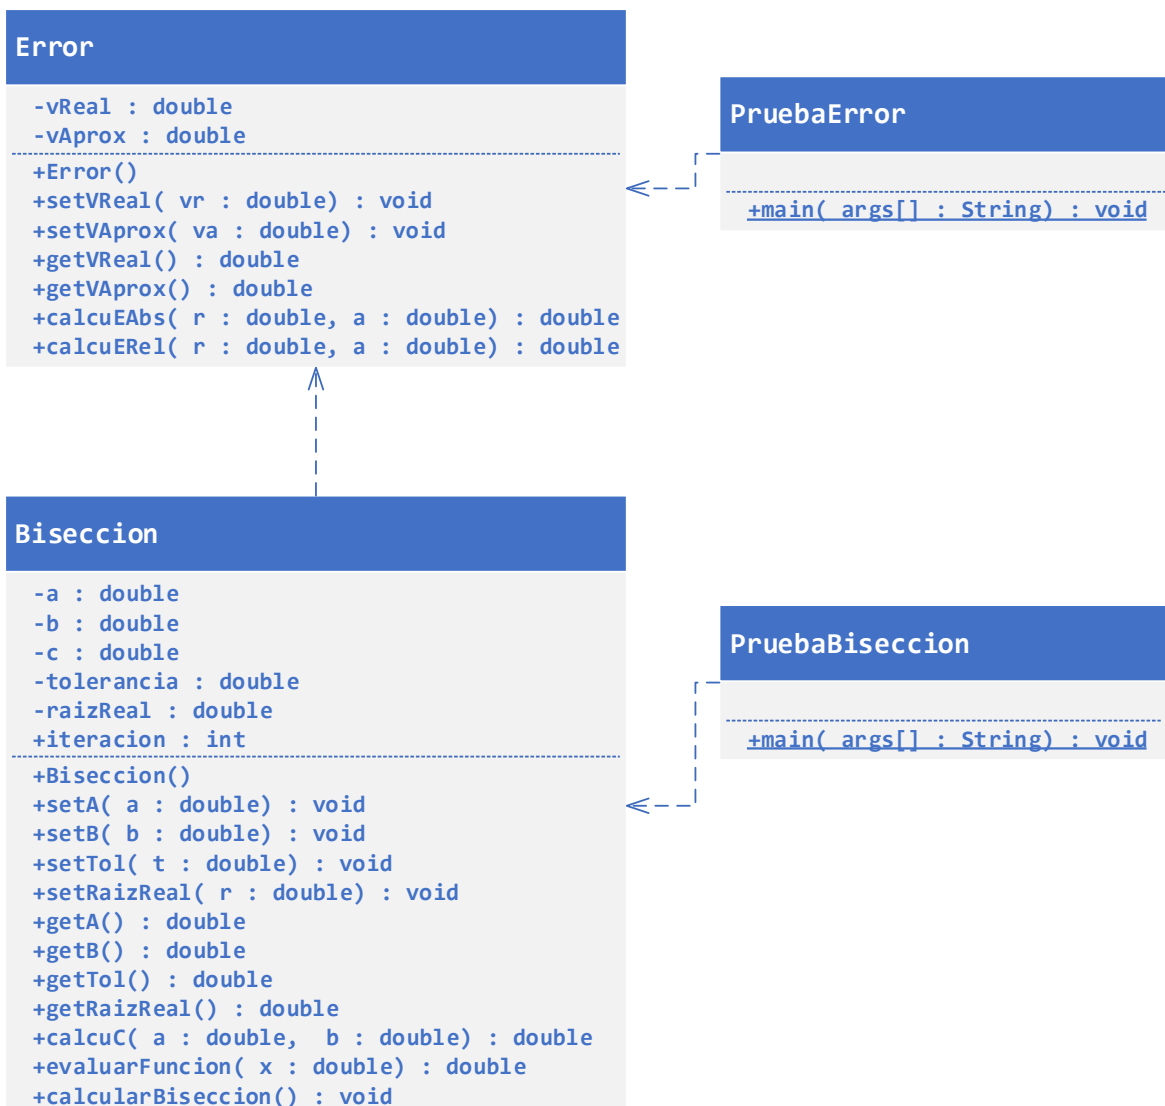 Error
-vReal : double
-vAprox : double
+Error()
+setVReal( vr : double) : void
+setVAprox( va : double) : void
+getVReal() : double
+getVAprox() : double
+calcuEAbs( r : double, a : double) : double
+calcuERel( r : double, a : double) : double
PruebaError
+main( args[] : String) : void
Biseccion
-a : double
-b : double
-c : double
-tolerancia : double
-raizReal : double
+iteracion : int
+Biseccion()
+setA( a : double) : void
+setB( b : double) : void
+setTol( t : double) : void
+setRaizReal( r : double) : void
+getA() : double
+getB() : double
+getTol() : double
+getRaizReal() : double
+calcuC( a : double,  b : double) : double
+evaluarFuncion( x : double) : double
+calcularBiseccion() : void
PruebaBiseccion
+main( args[] : String) : void